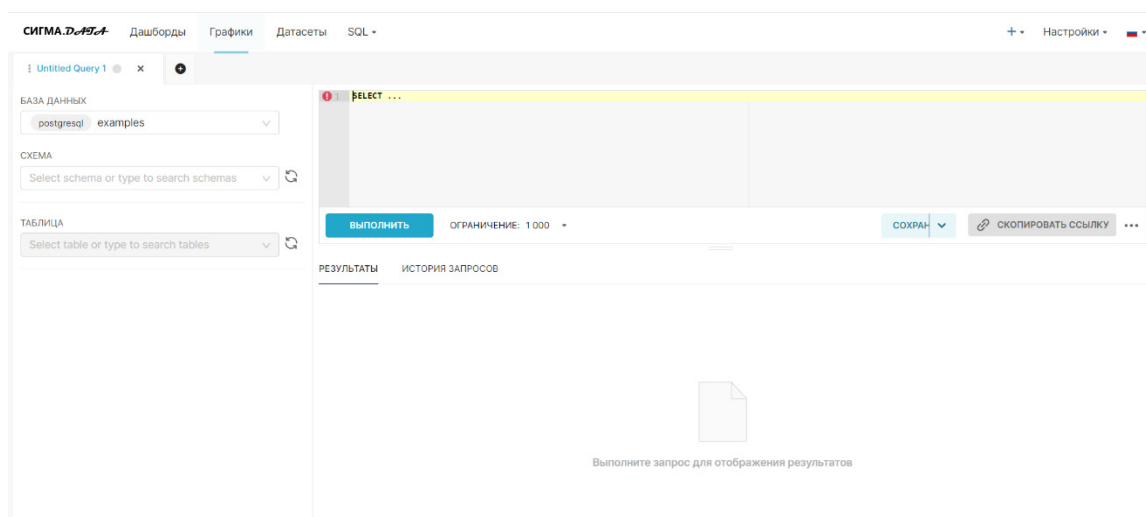 СИГМА.DATA Дашборды Графики Датасеты SQL
Настройки
Untitled Query 1
БАЗА ДАННЫХ
postgresql examples
СХЕМА
Select schema or type to search schemas
ТАБЛИЦА
Select table or type to search tables
1 SELECT ...
ВЫПОЛНИТЬ ОГРАНИЧЕНИЕ: 1 000 СОХРАН СКОПИРОВАТЬ ССЫЛКУ
РЕЗУЛЬТАТЫ ИСТОРИЯ ЗАПРОСОВ
Выполните запрос для отображения результатов